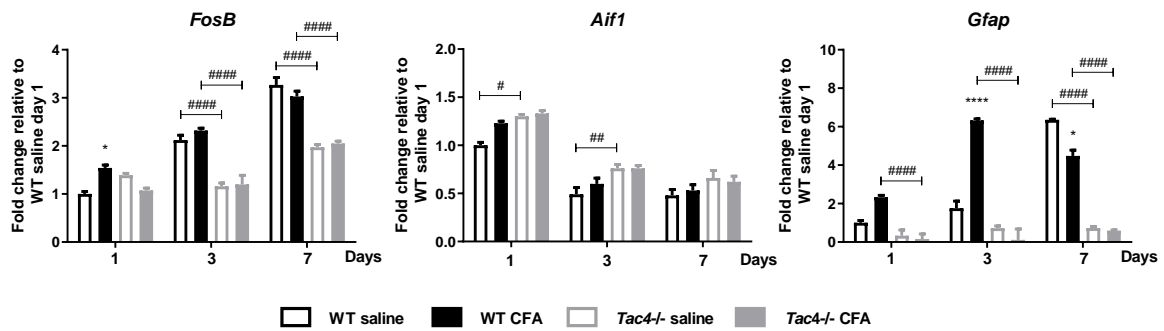 FosB
Aif1
Gfap
Fold change relative to
WT saline day 1
4
3
2
1
0
*
####
####
####
####
1
3
7
Days
Fold change relative to
WT saline day 1
2.0
1.5
1.0
0.5
0.0
#
##
1
3
7
Days
Fold change relative to
WT saline day 1
8
6
4
2
0
####
****
####
####
####
*
1
3
7
Days
WT saline
WT CFA
Tac4-/- saline
Tac4-/- CFA